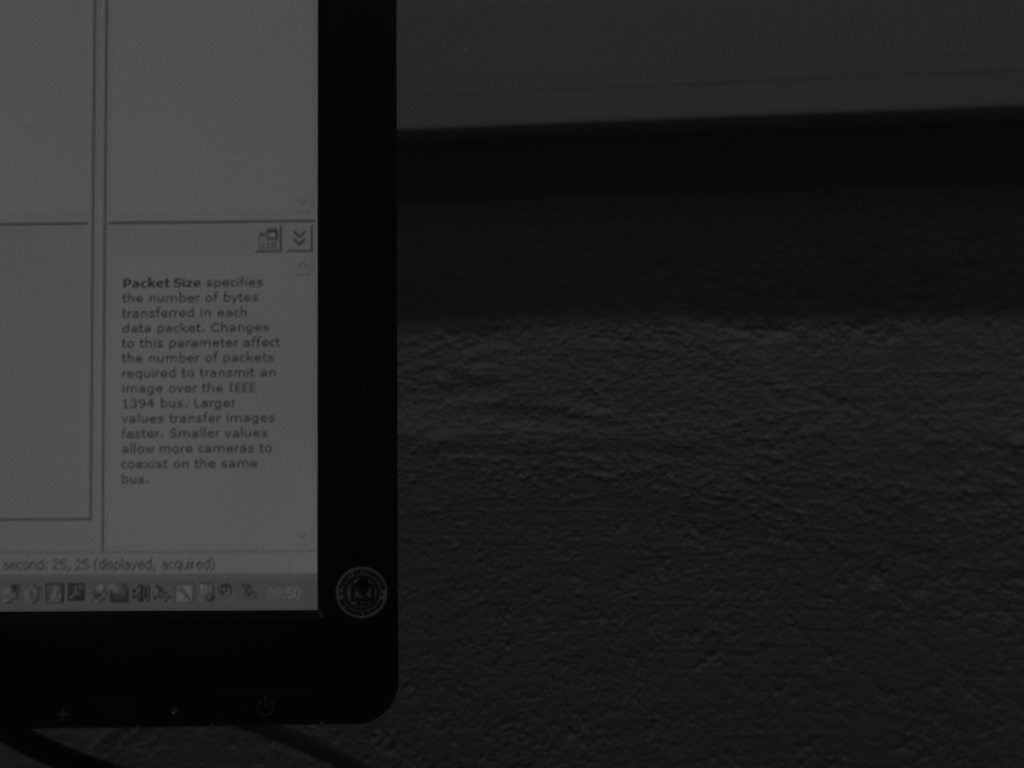 Packet Size specifies
the number of bytes
transferred in each
data packet. Changes
to this parameter affect
the number of packets
required to transmit an
image over the IEEE
1394 bus. Larger
values transfer images
faster. Smaller values
allow more cameras to
coexist on the same
bus.
second: 25, 25 (displayed, acquired)
09:50